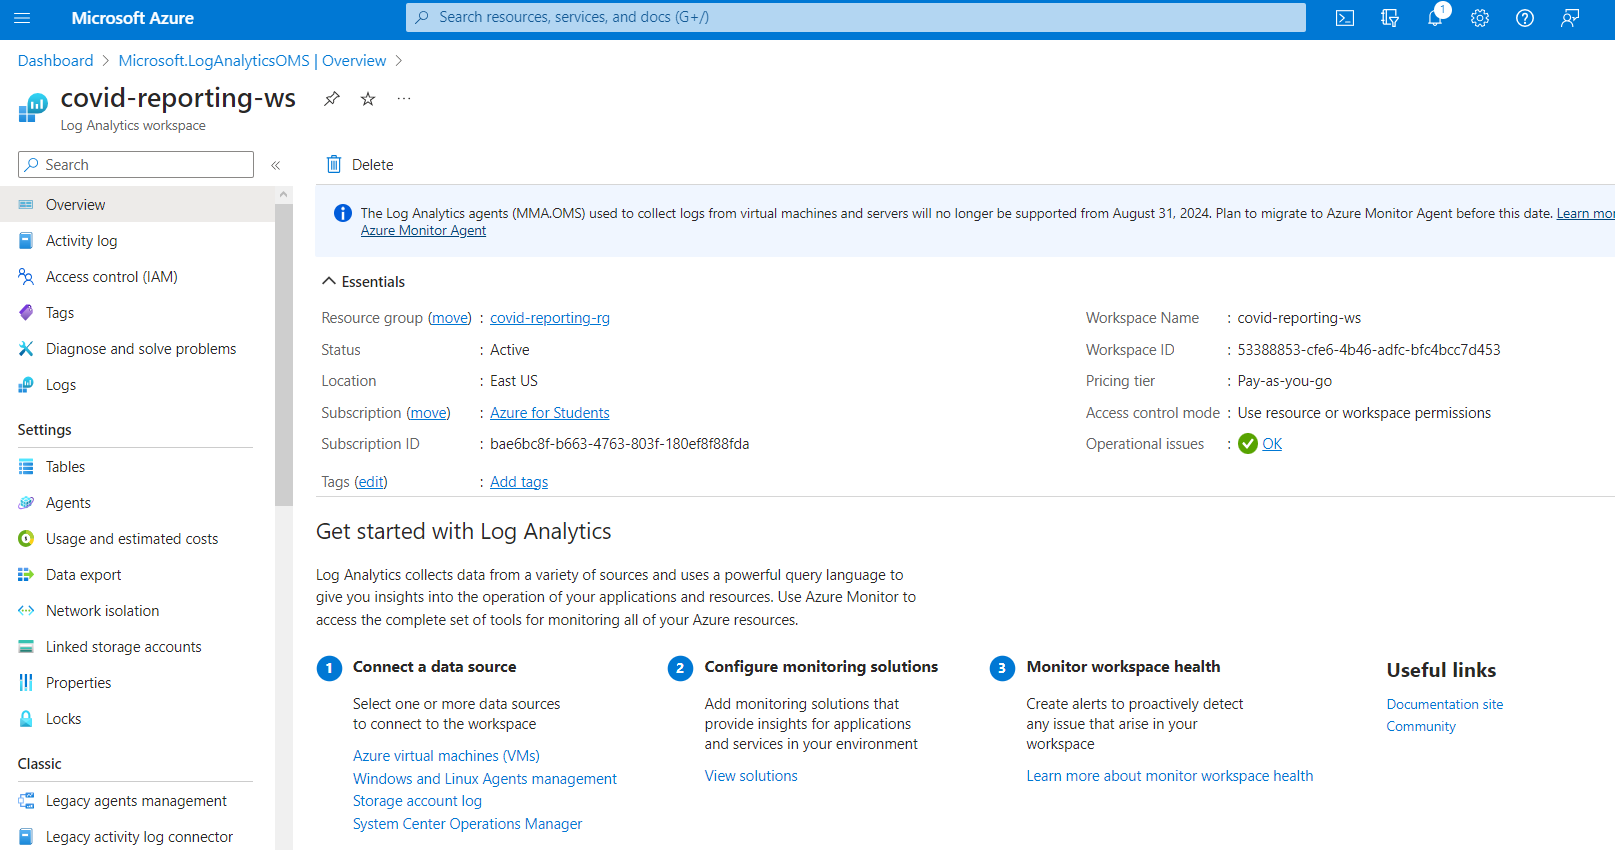 Microsoft Azure
Search resources, services, and docs (G+/)
1
Dashboard > Microsoft.LogAnalyticsOMS | Overview >
covid-reporting-ws
Log Analytics workspace
Search
Overview
Activity log
Access control (IAM)
Tags
Diagnose and solve problems
Logs
Settings
Tables
Agents
Usage and estimated costs
Data export
Network isolation
Linked storage accounts
Properties
Locks
Classic
Legacy agents management
Legacy activity log connector
Delete
The Log Analytics agents (MMA.OMS) used to collect logs from virtual machines and servers will no longer be supported from August 31, 2024. Plan to migrate to Azure Monitor Agent before this date. Learn mor
Azure Monitor Agent
Essentials
Resource group (move) : covid-reporting-rg
Status : Active
Location : East US
Subscription (move) : Azure for Students
Subscription ID : bae6bc8f-b663-4763-803f-180ef8f88fda
Tags (edit) : Add tags
Workspace Name : covid-reporting-ws
Workspace ID : 53388853-cfe6-4b46-adfc-bfc4bcc7d453
Pricing tier : Pay-as-you-go
Access control mode : Use resource or workspace permissions
Operational issues : OK
Get started with Log Analytics
Log Analytics collects data from a variety of sources and uses a powerful query language to
give you insights into the operation of your applications and resources. Use Azure Monitor to
access the complete set of tools for monitoring all of your Azure resources.
1 Connect a data source
Select one or more data sources
to connect to the workspace
Azure virtual machines (VMs)
Windows and Linux Agents management
Storage account log
System Center Operations Manager
2 Configure monitoring solutions
Add monitoring solutions that
provide insights for applications
and services in your environment
View solutions
3 Monitor workspace health
Create alerts to proactively detect
any issue that arise in your
workspace
Learn more about monitor workspace health
Useful links
Documentation site
Community